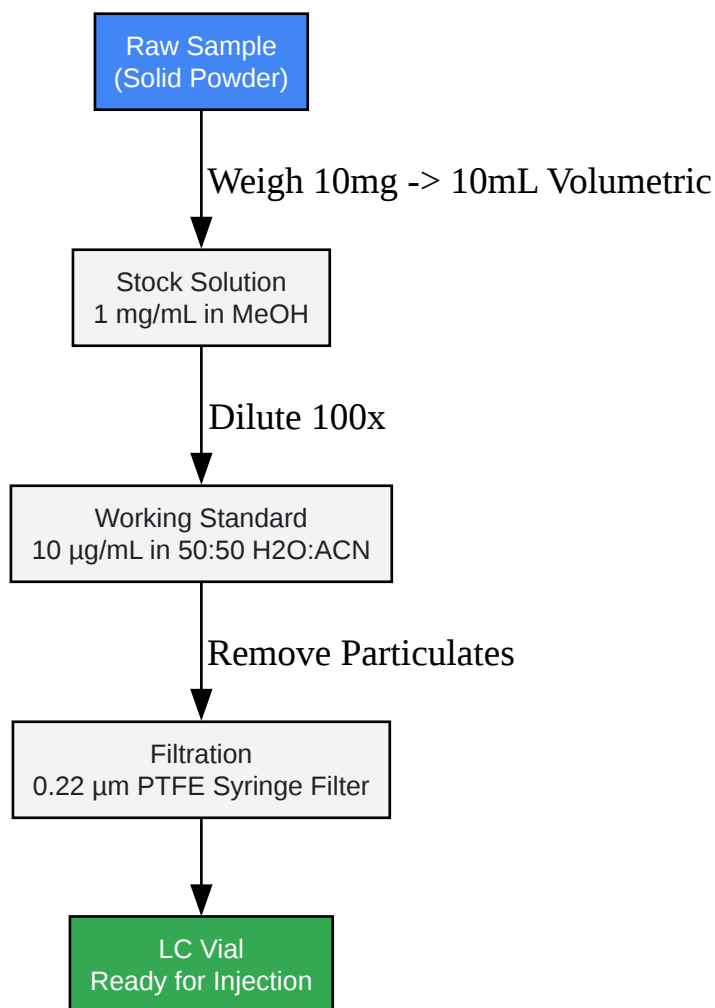 Raw Sample
(Solid Powder)
Weigh 10mg -> 10mL Volumetric
Stock Solution
1 mg/mL in MeOH
Dilute 100x
Working Standard
10 µg/mL in 50:50 H2O:ACN
Remove Particulates
Filtration
0.22 µm PTFE Syringe Filter
LC Vial
Ready for Injection